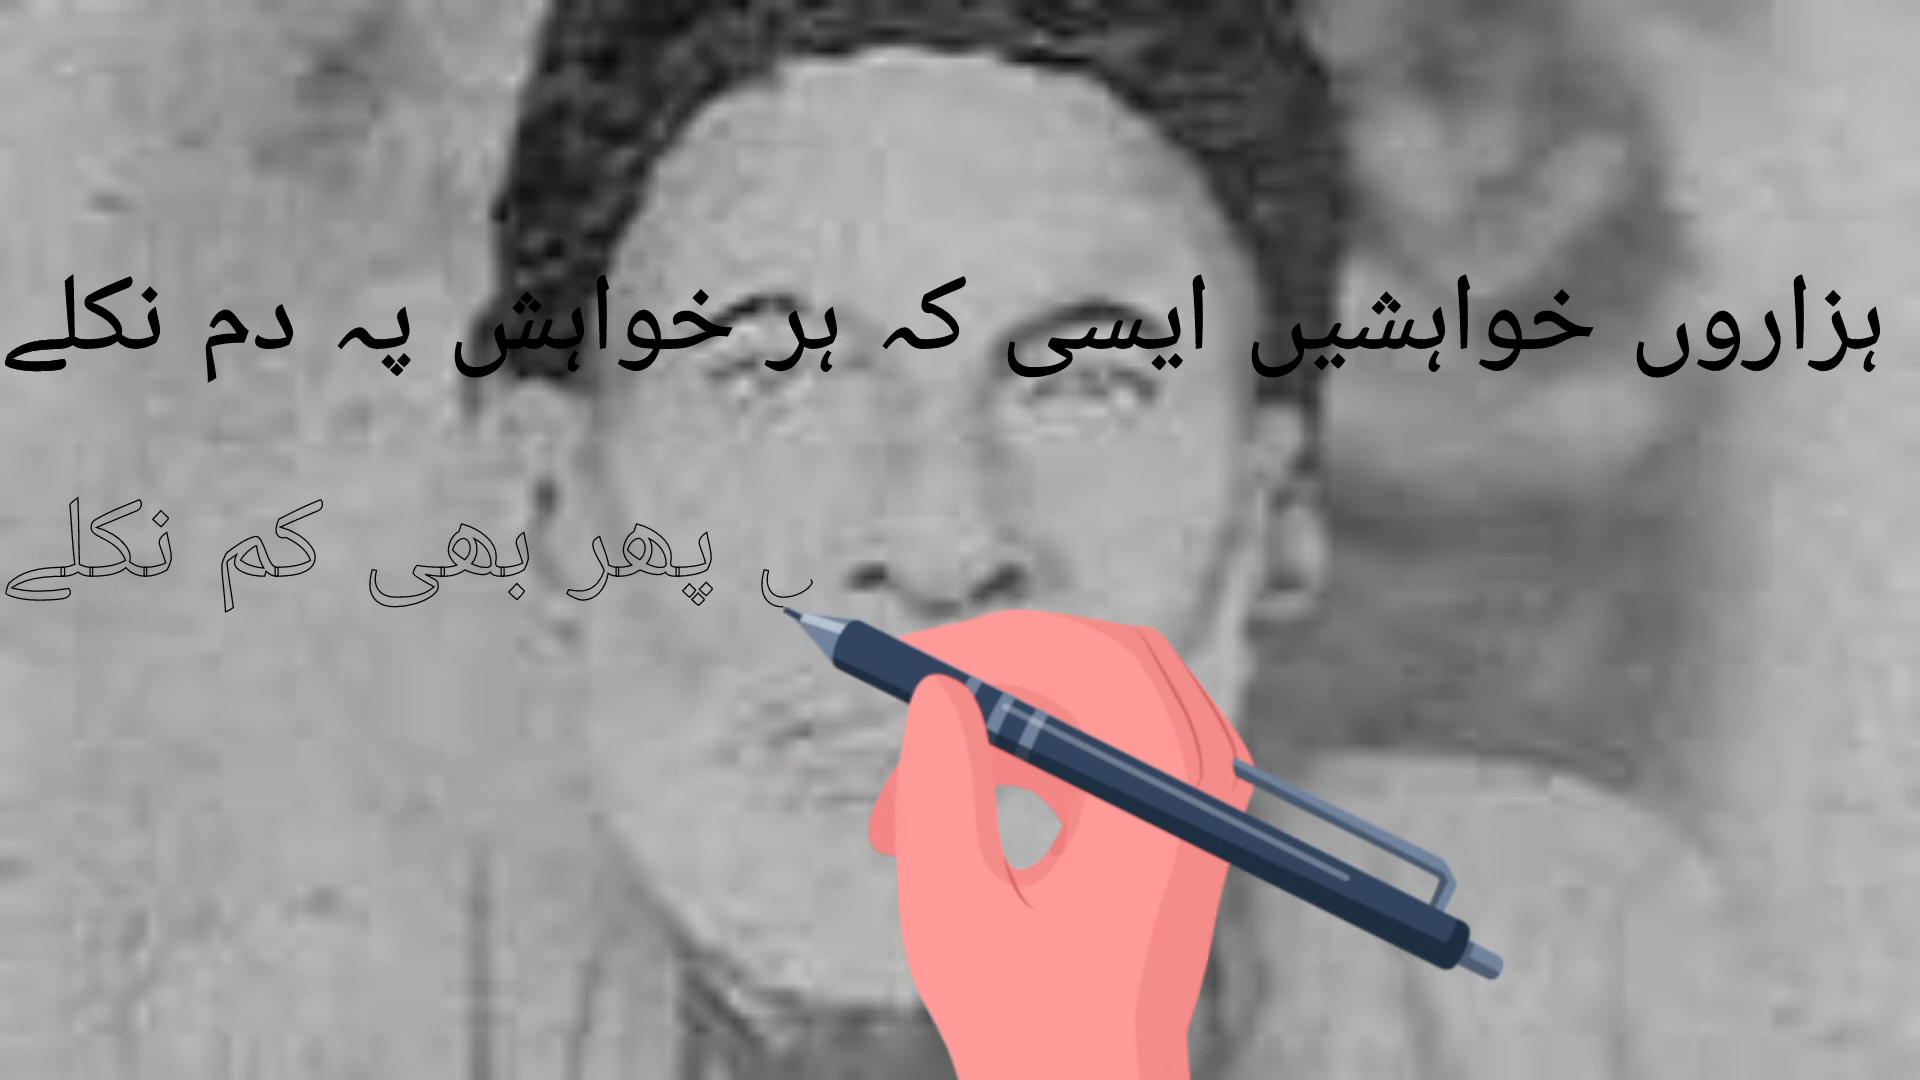 ہزاروں خواہشیں ایسی کہ ہر خواہش پہ دم نکلے
پھر بھی کم نکلے